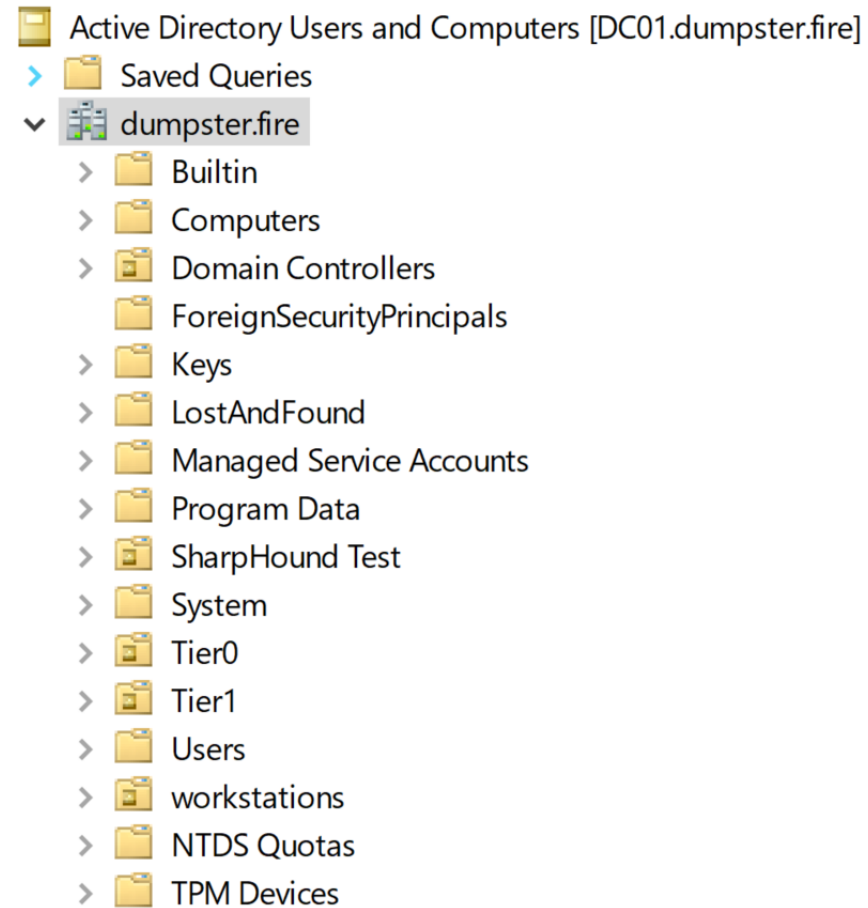 Active Directory Users and Computers [DC01.dumpster.fire]
Saved Queries
dumpster.fire
Builtin
Computers
Domain Controllers
ForeignSecurityPrincipals
Keys
LostAndFound
Managed Service Accounts
Program Data
SharpHound Test
System
Tier0
Tier1
Users
workstations
NTDS Quotas
TPM Devices